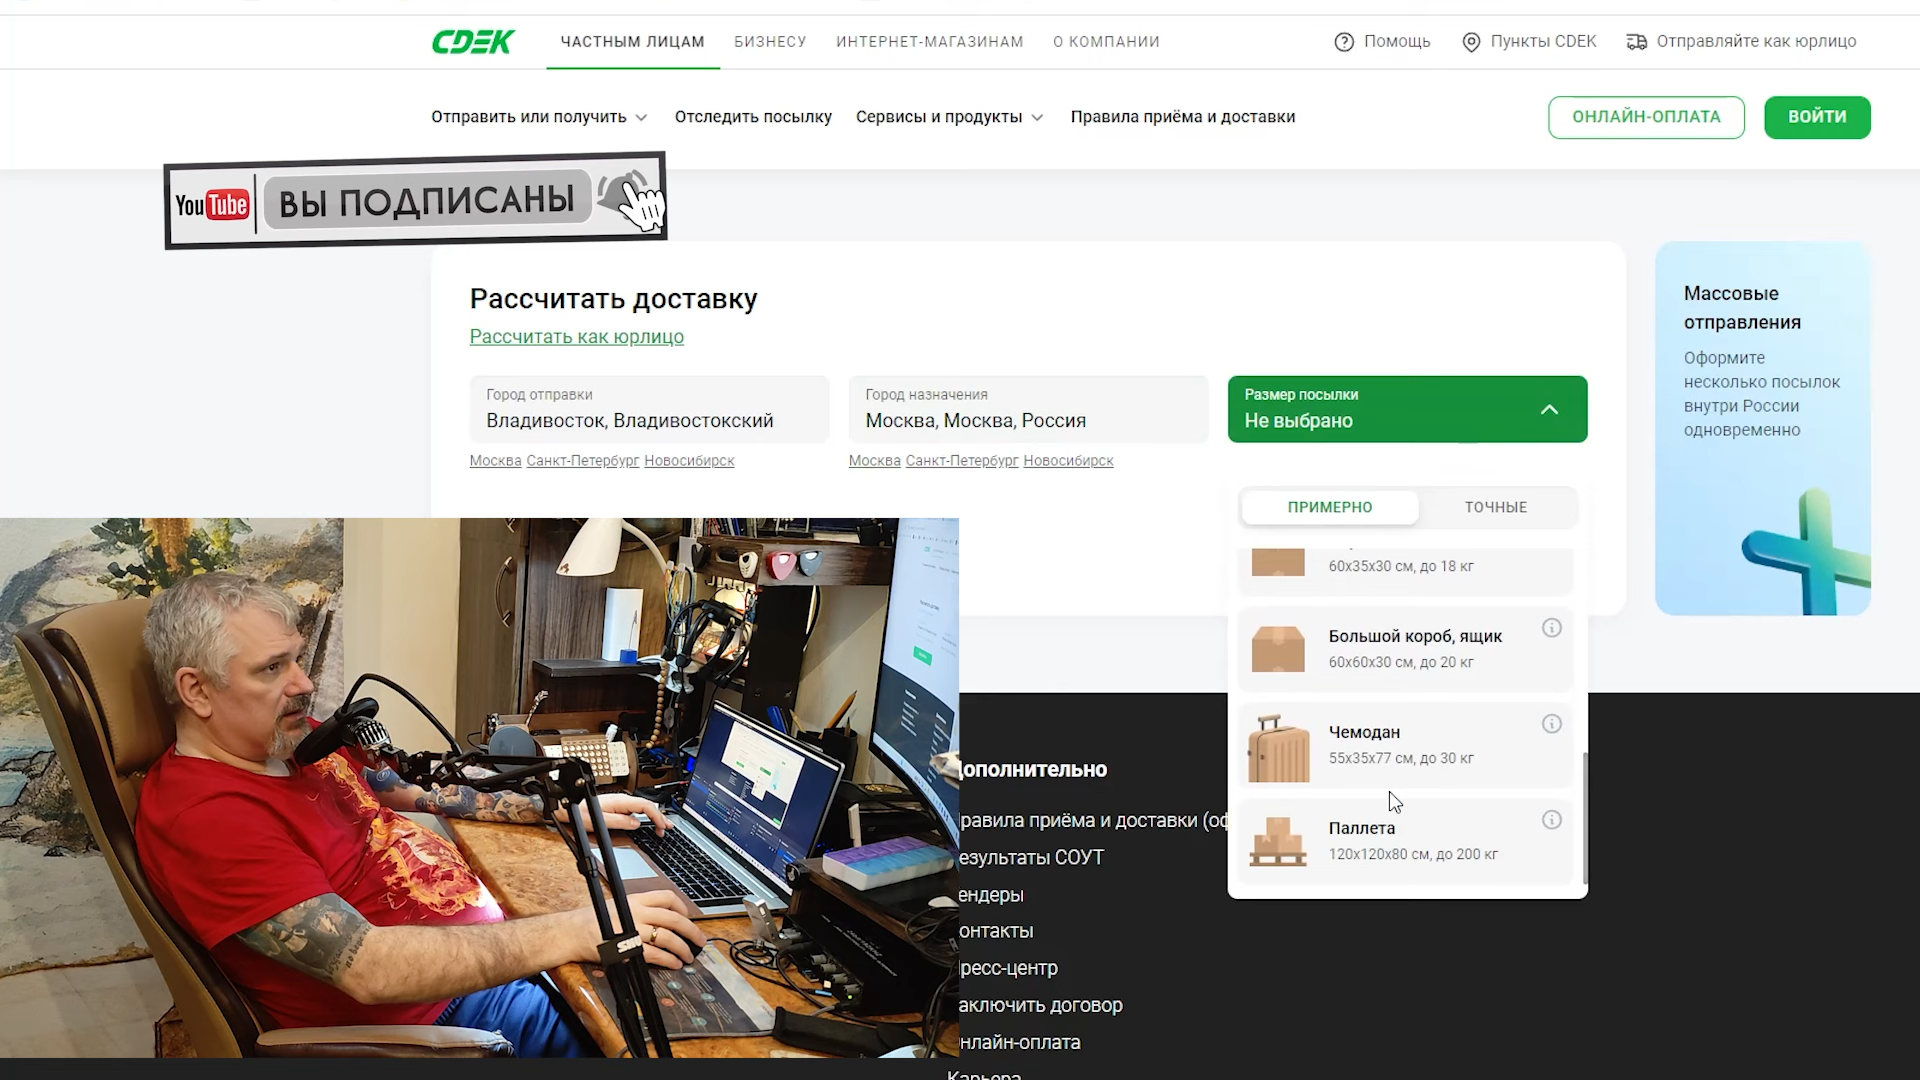 CDEK
ЧАСТНЫМ ЛИЦАМ
БИЗНЕСУ
ИНТЕРНЕТ-МАГАЗИНАМ
О КОМПАНИИ
Помощь
Пункты CDEK
Отправляйте как юрлицо
Отправить или получить
Отследить посылку
Сервисы и продукты
Правила приёма и доставки
ОНЛАЙН-ОПЛАТА
ВОЙТИ
YouTube
ВЫ ПОДПИСАНЫ
Рассчитать доставку
Рассчитать как юрлицо
Город отправки
Владивосток, Владивостокский
Москва Санкт-Петербург Новосибирск
Город назначения
Москва, Москва, Россия
Москва Санкт-Петербург Новосибирск
Размер посылки
Не выбрано
ПРИМЕРНО
ТОЧНЫЕ
60x35x30 см, до 18 кг
Большой короб, ящик
60x60x30 см, до 20 кг
Чемодан
55x35x77 см, до 30 кг
Паллета
120x120x80 см, до 200 кг
Массовые
отправления
Оформите
несколько посылок
внутри России
одновременно
Дополнительно
равила приёма и доставки (оф
езультаты СОУТ
ендеры
онтакты
ресс-центр
аключить договор
нлайн-оплата
Карьера